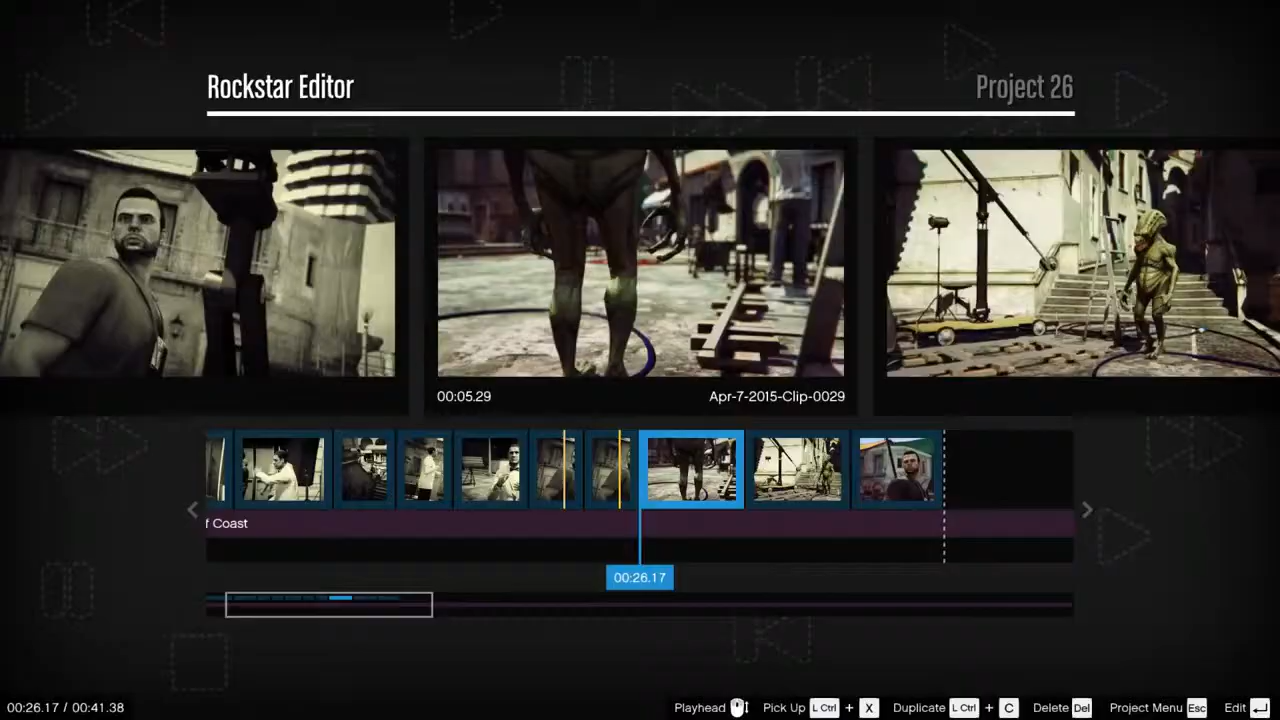 Rockstar Editor
Project 26
00:05.29
Apr-7-2015-Clip-0029
f Coast
00:26.17
00:26.17 / 00:41.38
Playhead Pick Up L Ctrl + X Duplicate L Ctrl + C Delete Del Project Menu Esc Edit